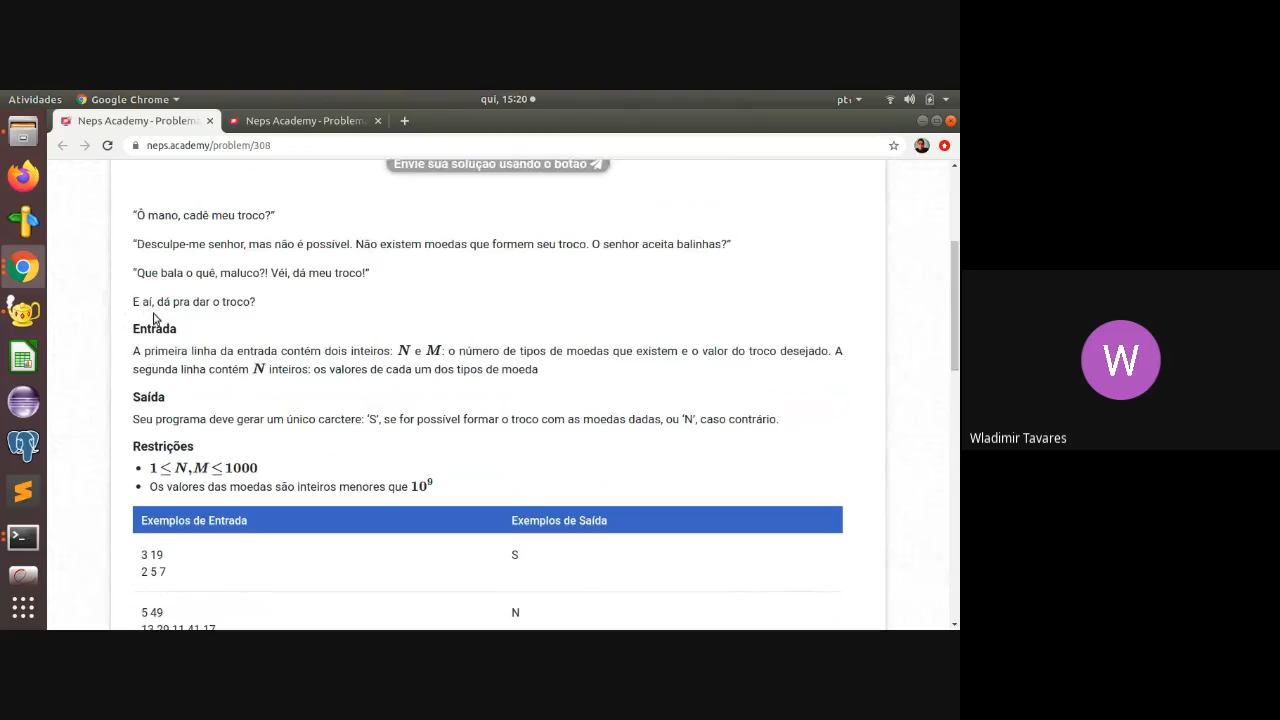 Atividades Google Chrome qui, 15:20 pt1
Neps Academy - Problema Neps Academy - Problema
neps.academy/problem/308
Envie sua solução usando o botão
“Ô mano, cadê meu troco?”
“Desculpe-me senhor, mas não é possível. Não existem moedas que formem seu troco. O senhor aceita balinhas?”
“Que bala o quê, maluco?! Véi, dá meu troco!”
E aí, dá pra dar o troco?
Entrada
A primeira linha da entrada contém dois inteiros: N e M: o número de tipos de moedas que existem e o valor do troco desejado. A
segunda linha contém N inteiros: os valores de cada um dos tipos de moeda
Saída
Seu programa deve gerar um único carctere: ‘S’, se for possível formar o troco com as moedas dadas, ou ‘N’, caso contrário.
Restrições
• 1 ≤ N, M ≤ 1000
• Os valores das moedas são inteiros menores que 10⁹
Exemplos de Entrada Exemplos de Saída
3 19 S
2 5 7
5 49 N
13 29 11 41 17
W
Wladimir Tavares